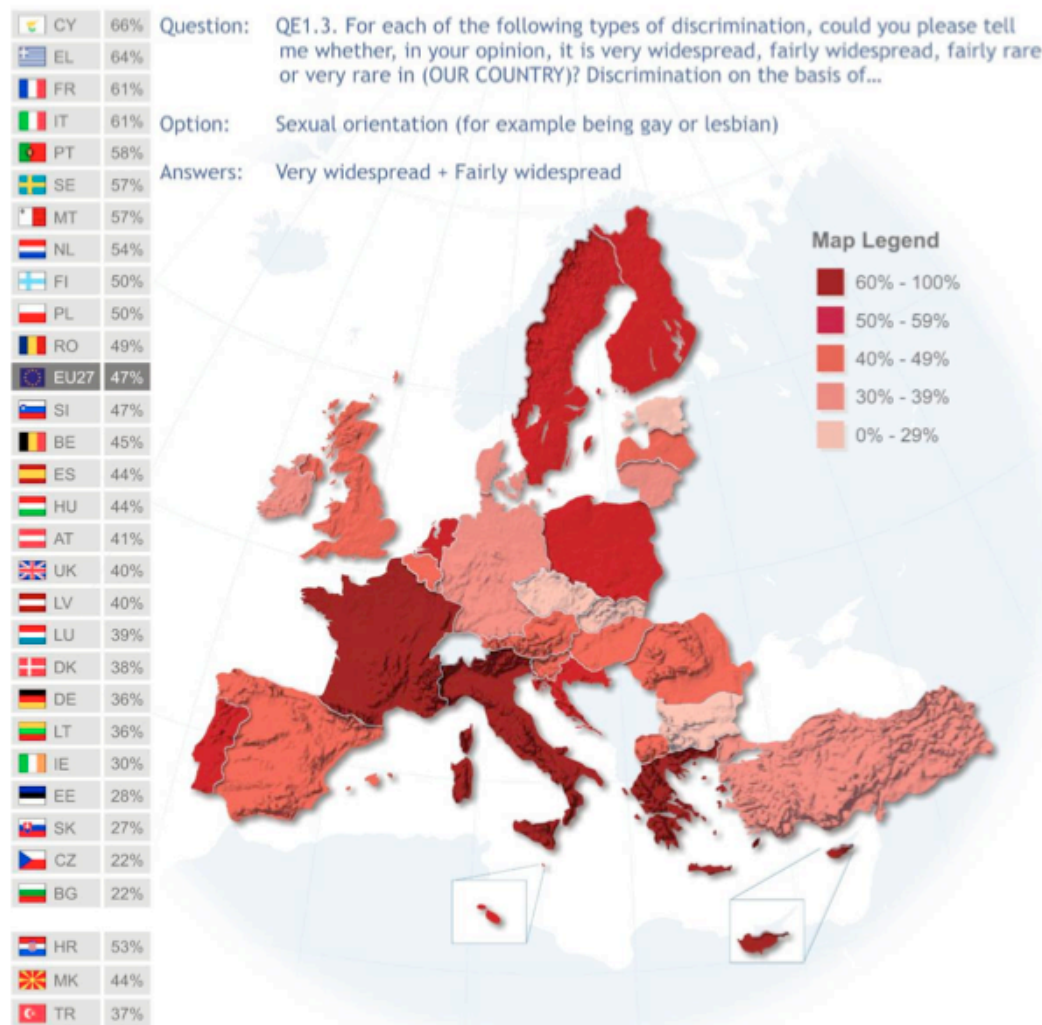 CY 66%
EL 64%
FR 61%
IT 61%
PT 58%
SE 57%
MT 57%
NL 54%
FI 50%
PL 50%
RO 49%
EU27 47%
SI 47%
BE 45%
ES 44%
HU 44%
AT 41%
UK 40%
LV 40%
LU 39%
DK 38%
DE 36%
LT 36%
IE 30%
EE 28%
SK 27%
CZ 22%
BG 22%
HR 53%
MK 44%
TR 37%
Question: QE1.3. For each of the following types of discrimination, could you please tell
me whether, in your opinion, it is very widespread, fairly widespread, fairly rare
or very rare in (OUR COUNTRY)? Discrimination on the basis of...
Option: Sexual orientation (for example being gay or lesbian)
Answers: Very widespread + Fairly widespread
Map Legend
60% - 100%
50% - 59%
40% - 49%
30% - 39%
0% - 29%